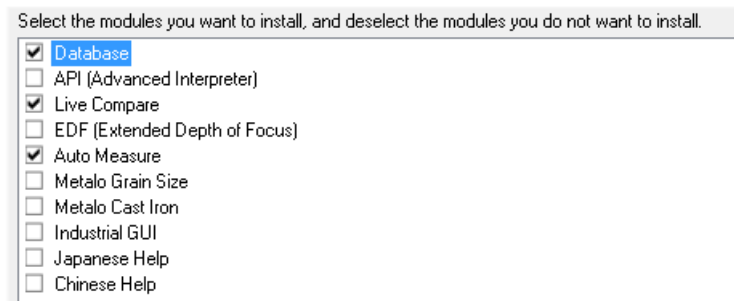 Select the modules you want to install, and deselect the modules you do not want to install.
Database
API (Advanced Interpreter)
Live Compare
EDF (Extended Depth of Focus)
Auto Measure
Metalo Grain Size
Metalo Cast Iron
Industrial GUI
Japanese Help
Chinese Help